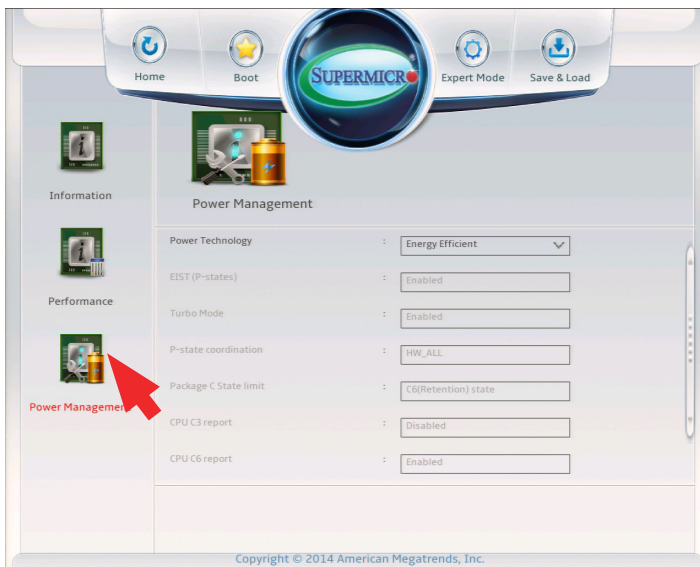 Home
Boot
SUPERMICRO
Expert Mode
Save & Load
Information
Performance
Power Management
Power Management
Power Technology : Energy Efficient
EIST (P-states) : Enabled
Turbo Mode : Enabled
P-state coordination : HW_ALL
Package C State limit : C6(Retention) state
CPU C3 report : Disabled
CPU C6 report : Enabled
Copyright © 2014 American Megatrends, Inc.